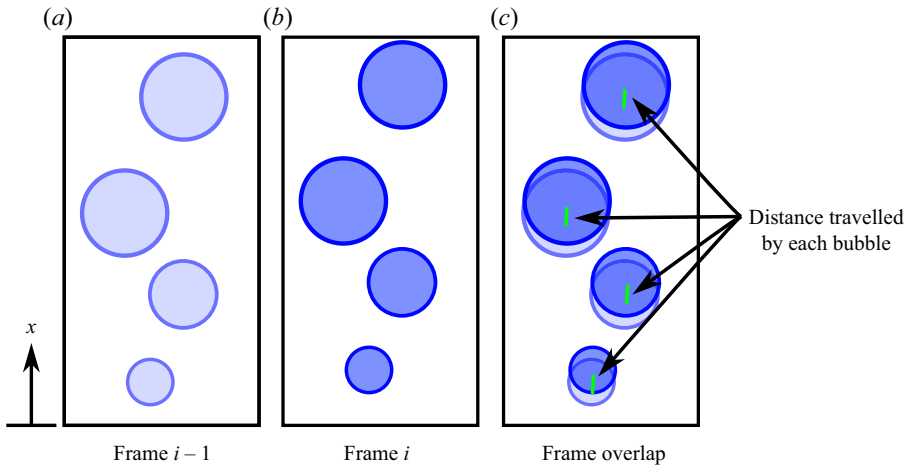 (a)
(b)
(c)
Distance travelled
by each bubble
x
Frame i – 1
Frame i
Frame overlap